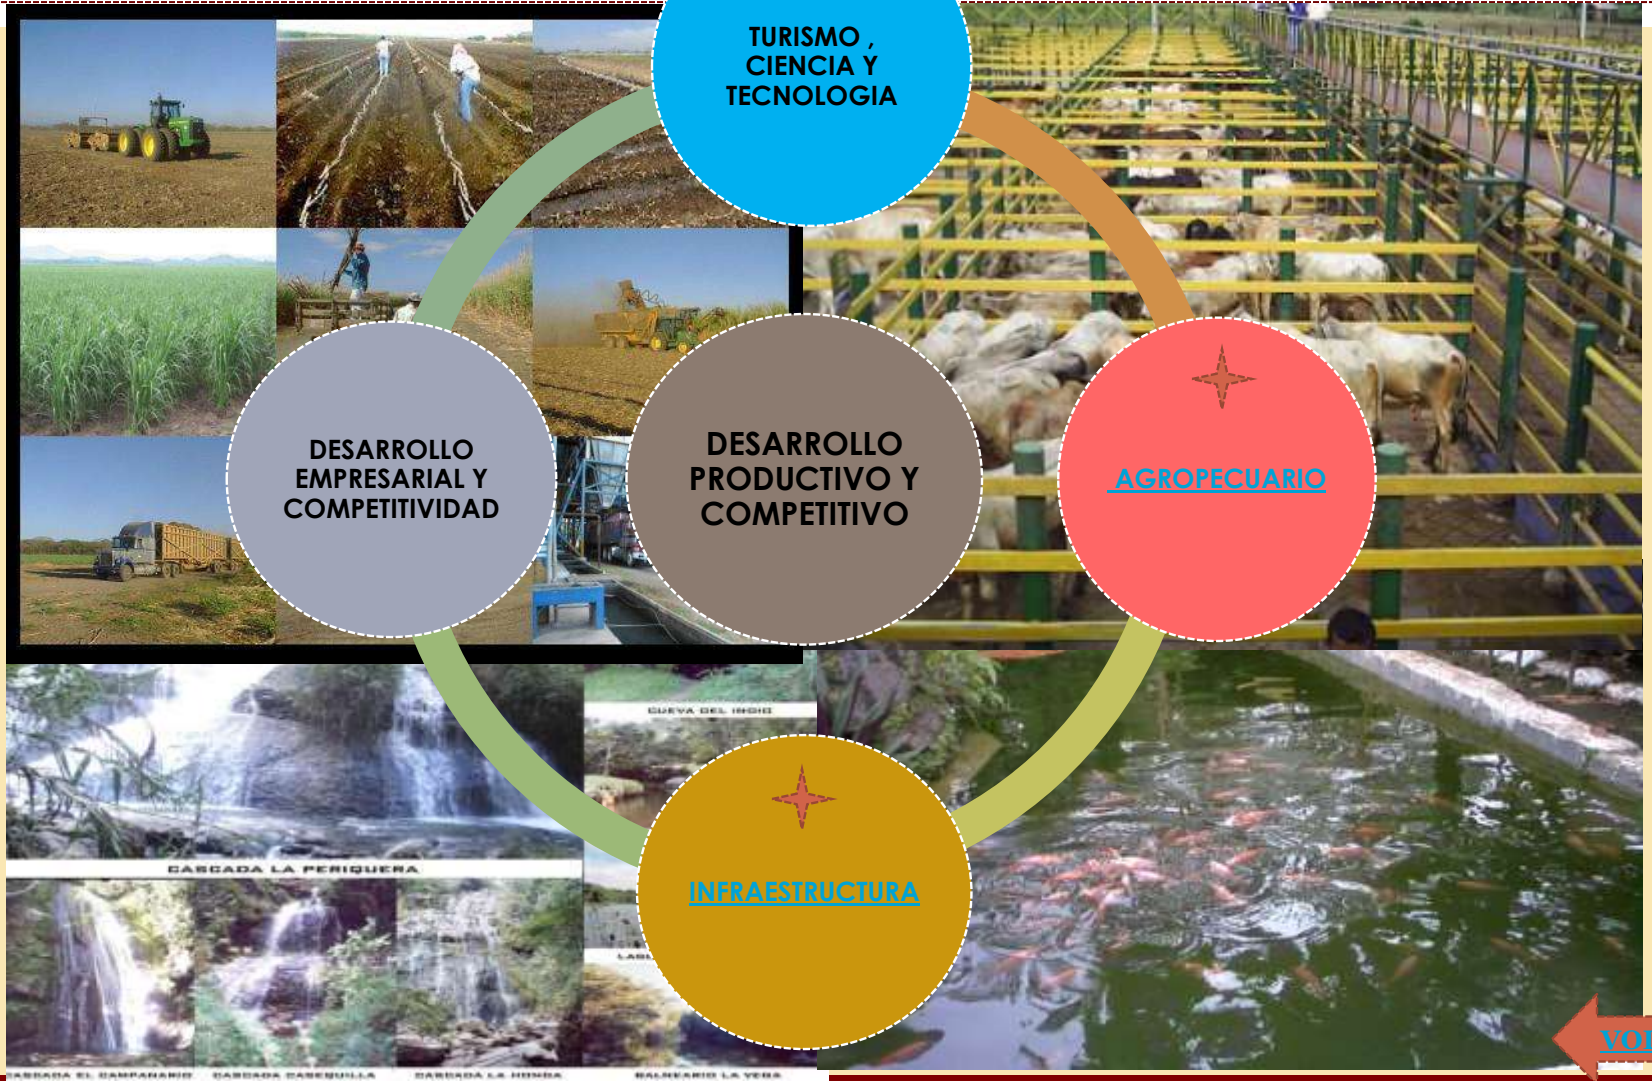 TURISMO ,
CIENCIA Y
TECNOLOGIA
DESARROLLO
EMPRESARIAL Y
COMPETITIVIDAD
DESARROLLO
PRODUCTIVO Y
COMPETITIVO
AGROPECUARIO
CUEVA DEL INDIO
CASCADA LA PERIQUERA
INFRAESTRUCTURA
CASCADA EL CAMPANARIO
CASCADA CASEQUILLA
CASCADA LA HONDA
BALNEARIO LA VEGA